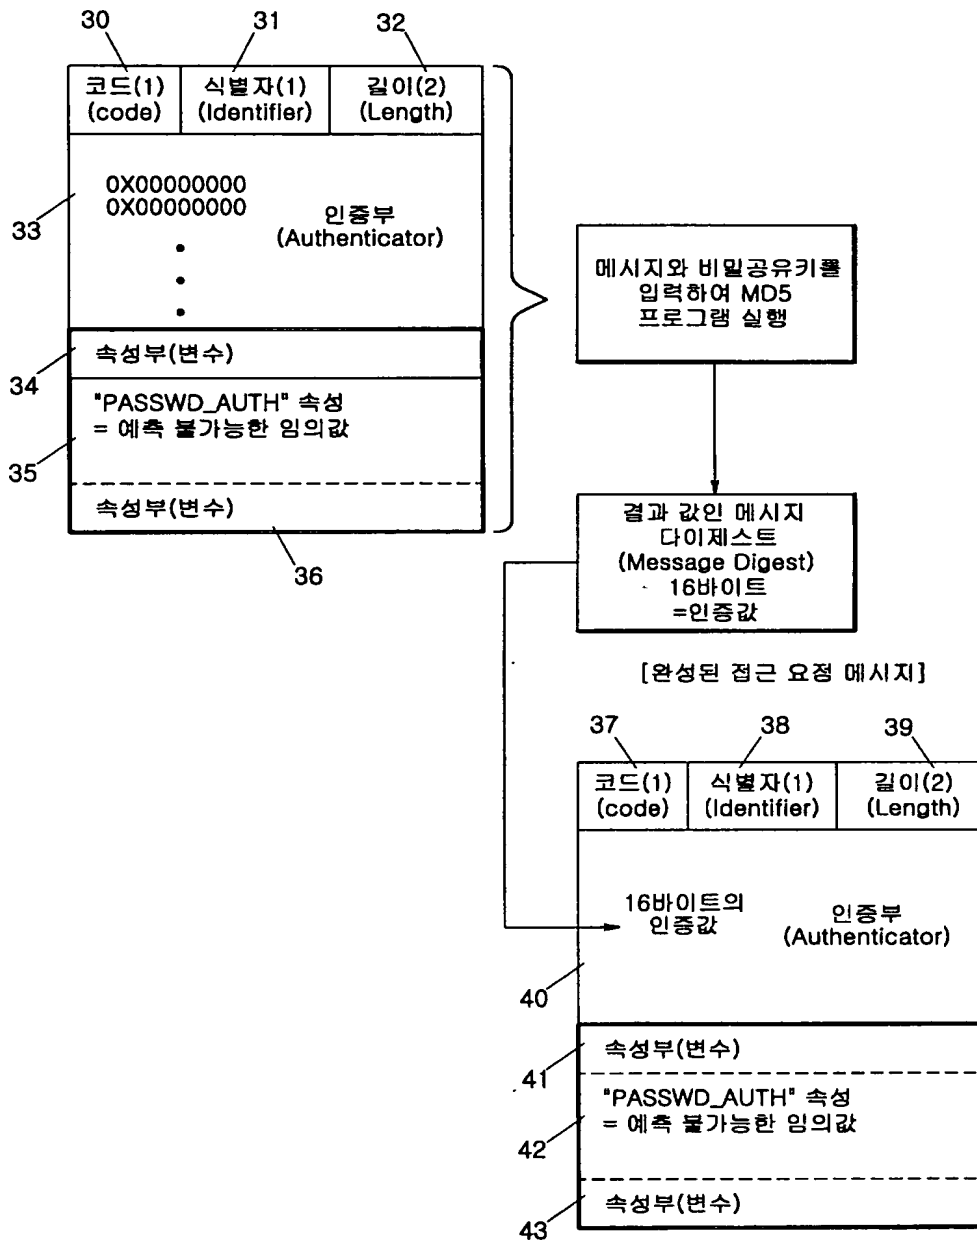 30
31
32
코드(1)
(code)
식별자(1)
(Identifier)
길이(2)
(Length)
0X00000000
0X00000000
인증부
(Authenticator)
33
메시지와 비밀공유키를
입력하여 MD5
프로그램 실행
속성부(변수)
34
"PASSWD_AUTH" 속성
= 예측 불가능한 임의값
35
속성부(변수)
36
결과 값인 메시지
다이제스트
(Message Digest)
16바이트
=인증값
[완성된 접근 요정 메시지]
37
38
39
코드(1)
(code)
식별자(1)
(Identifier)
길이(2)
(Length)
16바이트의
인증값
인증부
(Authenticator)
40
속성부(변수)
41
"PASSWD_AUTH" 속성
= 예측 불가능한 임의값
42
속성부(변수)
43